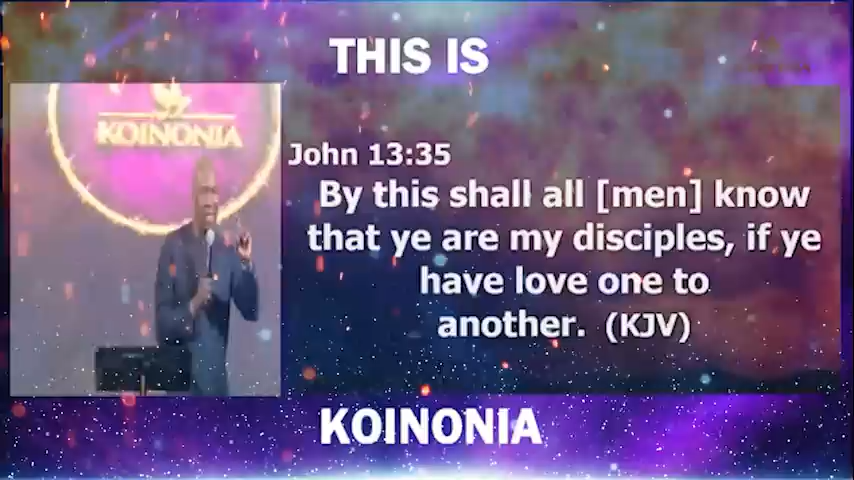 THIS IS
KOINONIA
John 13:35
By this shall all [men] know
that ye are my disciples, if ye
have love one to
another. (KJV)
KOINONIA